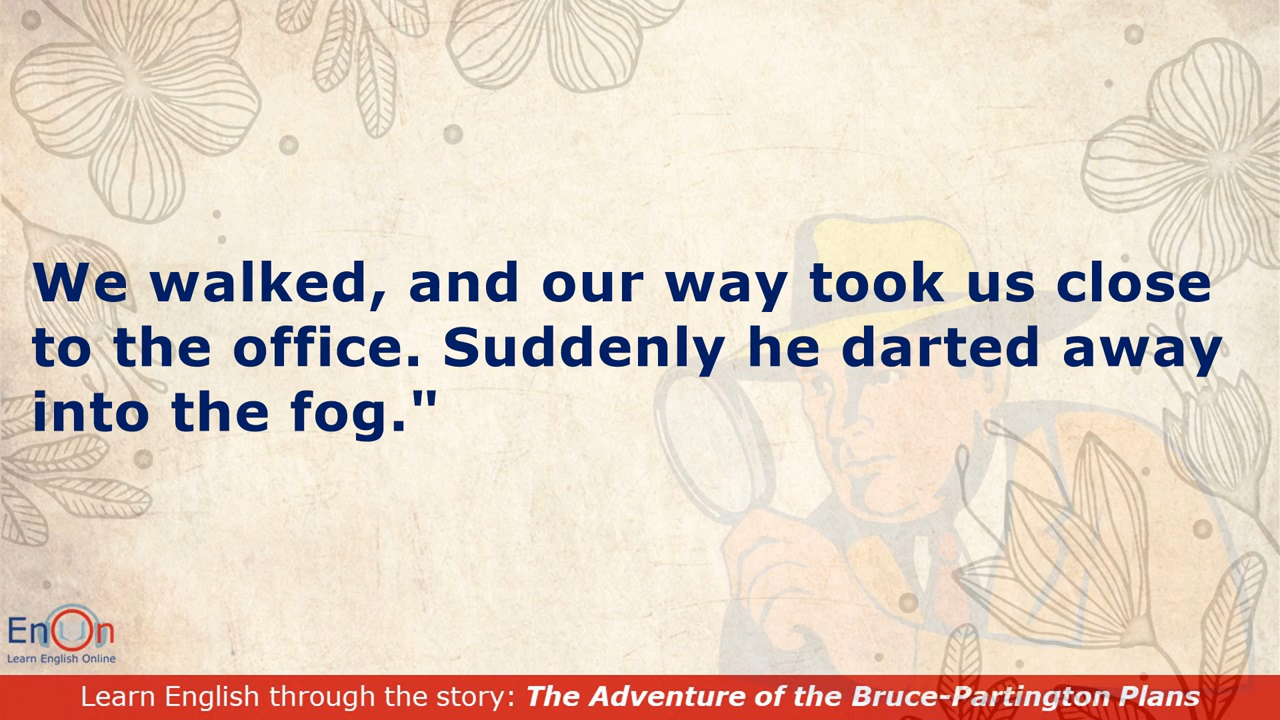 We walked, and our way took us close
to the office. Suddenly he darted away
into the fog."
EnOn
Learn English Online
Learn English through the story: The Adventure of the Bruce-Partington Plans